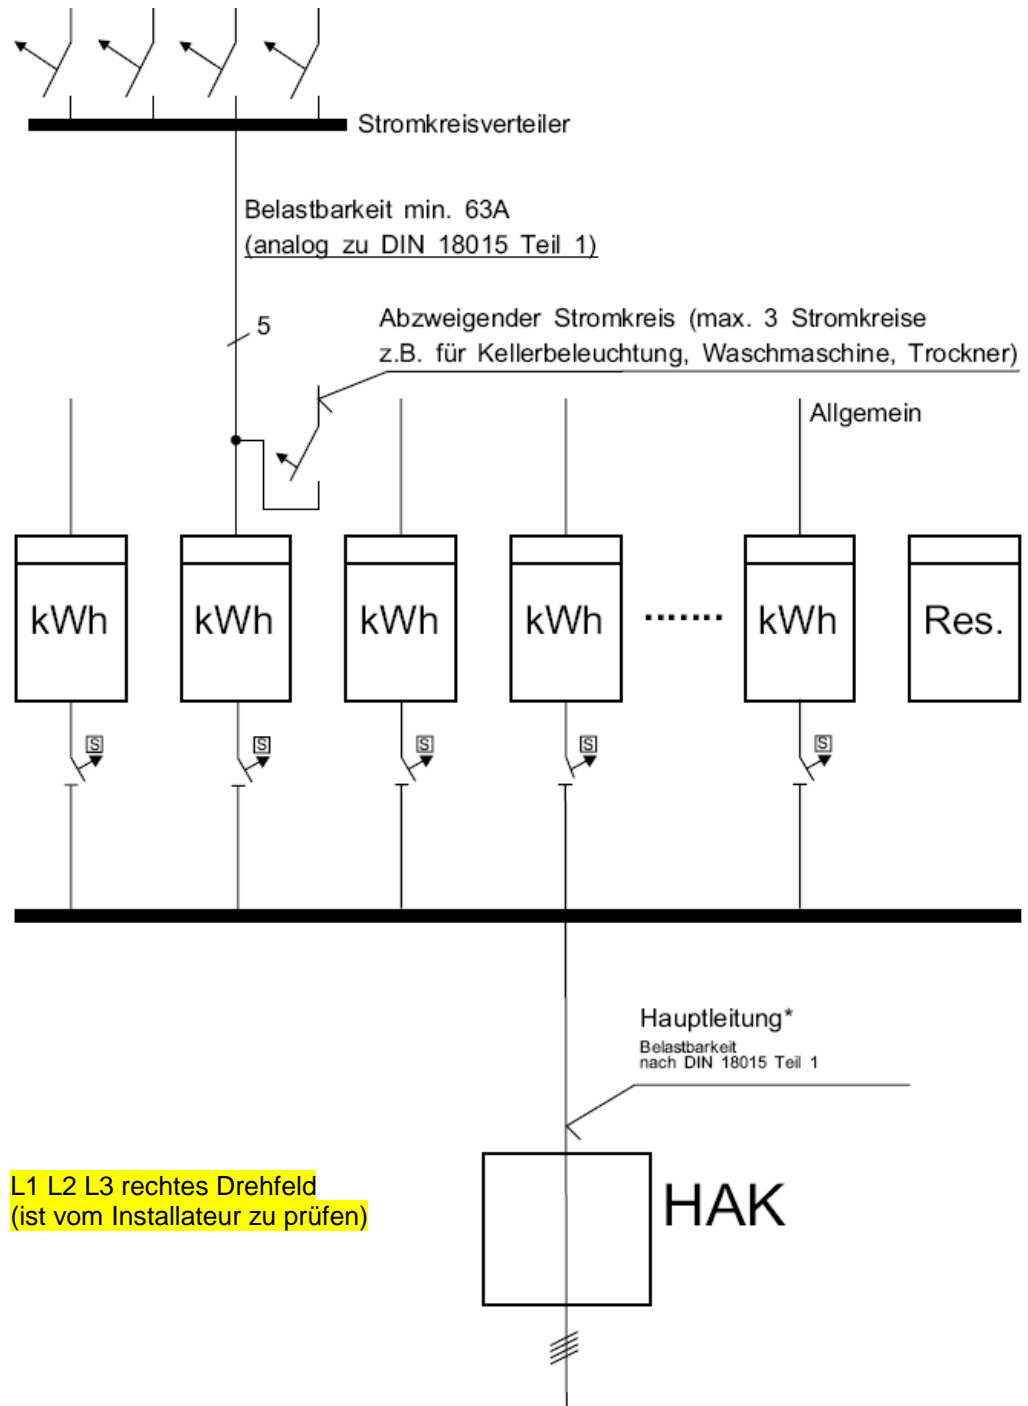 Stromkreisverteiler
Belastbarkeit min. 63A
(analog zu DIN 18015 Teil 1)
5
Abzweigender Stromkreis (max. 3 Stromkreise
z.B. für Kellerbeleuchtung, Waschmaschine, Trockner)
Allgemein
kWh kWh kWh kWh ....... kWh Res.
S S S S S
Hauptleitung*
Belastbarkeit
nach DIN 18015 Teil 1
L1 L2 L3 rechtes Drehfeld
(ist vom Installateur zu prüfen)
HAK